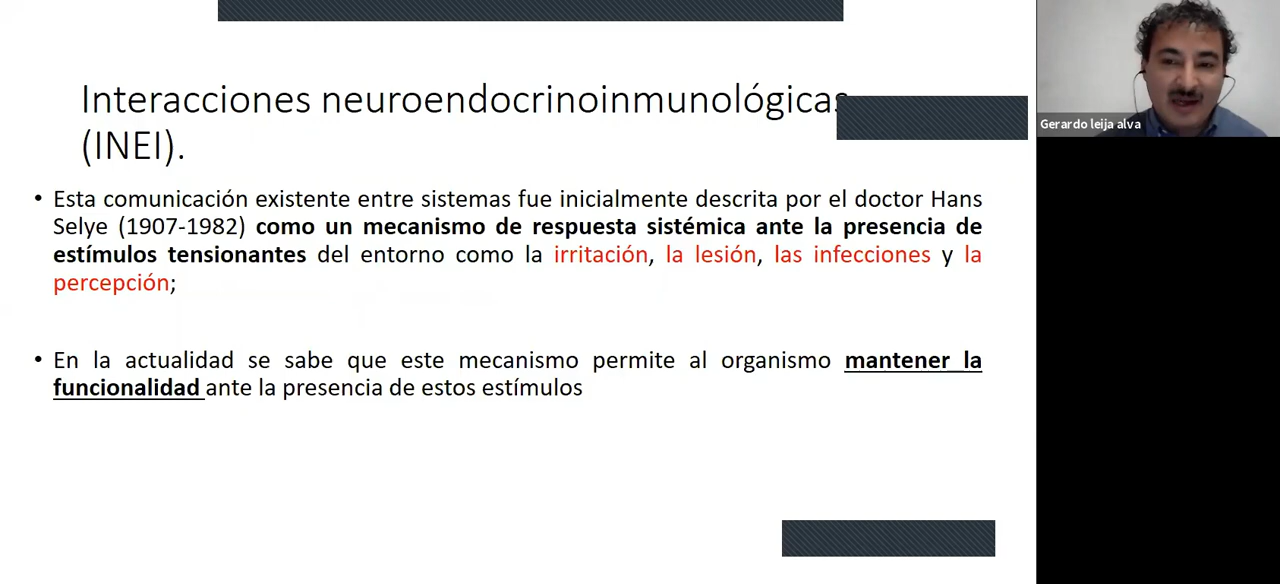 Interacciones neuroendocrinoinmunológicas
(INEI).
• Esta comunicación existente entre sistemas fue inicialmente descrita por el doctor Hans
Selye (1907-1982) como un mecanismo de respuesta sistémica ante la presencia de
estímulos tensionantes del entorno como la irritación, la lesión, las infecciones y la
percepción;
• En la actualidad se sabe que este mecanismo permite al organismo mantener la
funcionalidad ante la presencia de estos estímulos
Gerardo leija alva